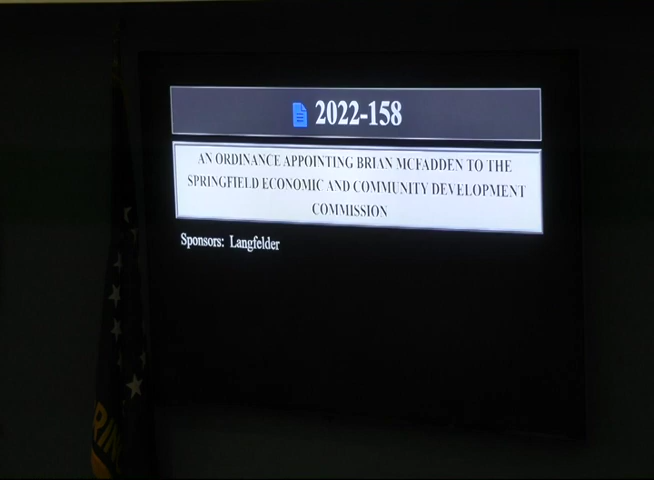 2022-158
AN ORDINANCE APPOINTING BRIAN MCFADDEN TO THE
SPRINGFIELD ECONOMIC AND COMMUNITY DEVELOPMENT
COMMISSION
Sponsors: Langfelder